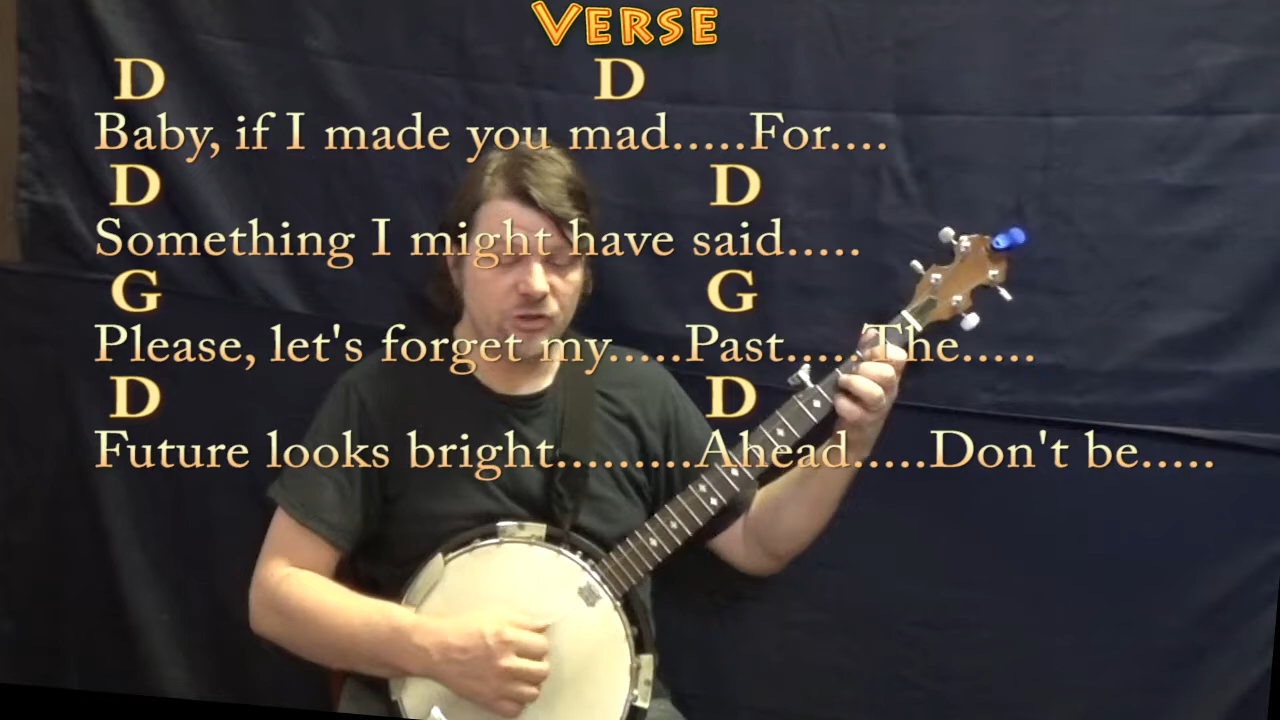 VERSE
D D
Baby, if I made you mad.....For....
D D
Something I might have said.....
G G
Please, let's forget my.....Past.....The.....
D D
Future looks bright.........Ahead.....Don't be.....